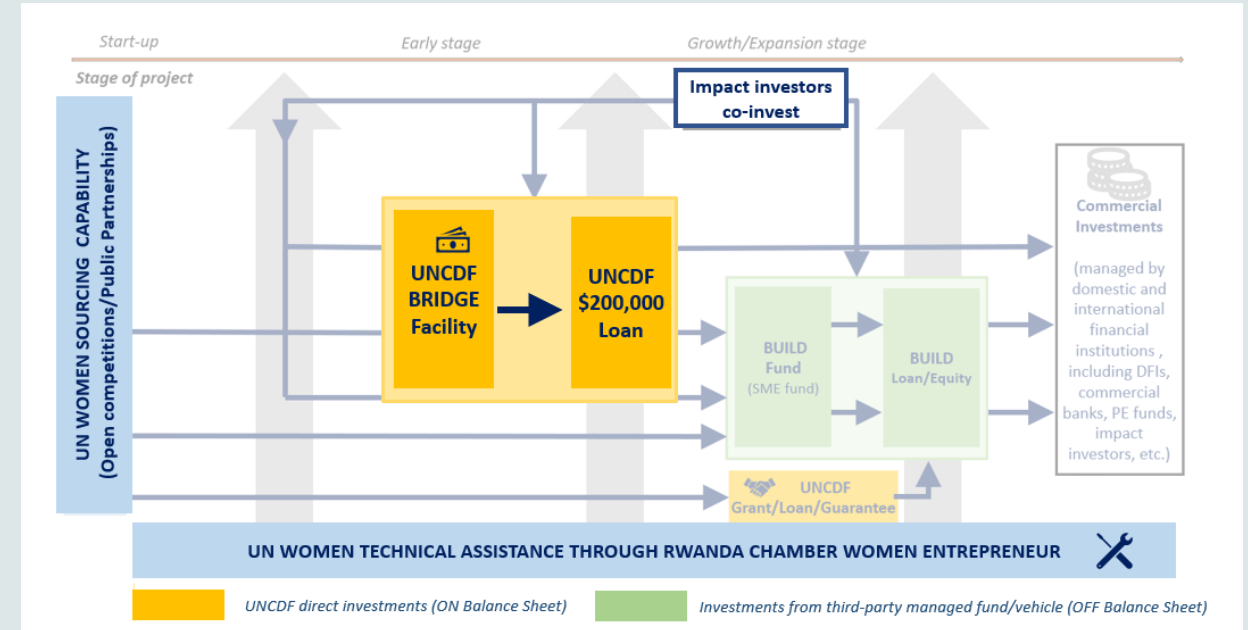 Start-up
Early stage
Growth/Expansion stage
Stage of project
Impact investors
co-invest
UN WOMEN SOURCING CAPABILITY
(Open competitions/Public Partnerships)
UNCDF
BRIDGE
Facility
UNCDF
$200,000
Loan
BUILD
Fund
(SME fund)
BUILD
Loan/Equity
UNCDF
Grant/Loan/Guarantee
Commercial
Investments
(managed by
domestic and
international
financial
institutions ,
including DFIs,
commercial
banks, PE funds,
impact
investors, etc.)
UN WOMEN TECHNICAL ASSISTANCE THROUGH RWANDA CHAMBER WOMEN ENTREPRENEUR
UNCDF direct investments (ON Balance Sheet)
Investments from third-party managed fund/vehicle (OFF Balance Sheet)